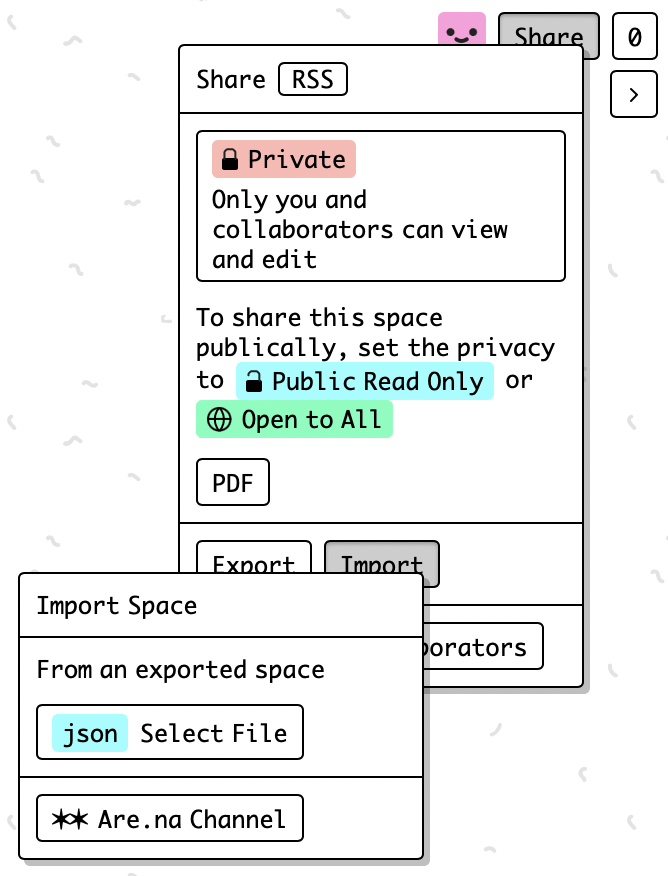 Share
0
Share RSS
Private
Only you and
collaborators can view
and edit
To share this space
publically, set the privacy
to Public Read Only or
Open to All
PDF
Export Import
Import Space
From an exported space
json Select File
Are.na Channel